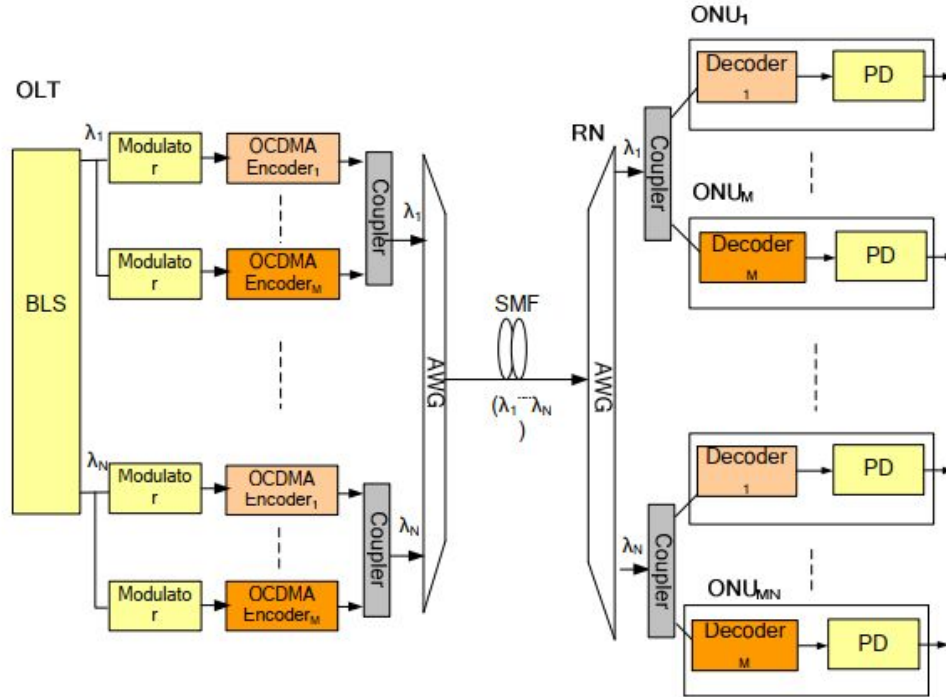 OLT
BLS
λ1
Modulato
r
OCDMA
Encoder1
Modulato
r
OCDMA
EncoderM
Coupler
λ1
λN
Modulato
r
OCDMA
Encoder1
Modulato
r
OCDMA
EncoderM
Coupler
λN
AWG
SMF
(λ1...λN
)
RN
AWG
λ1
Coupler
ONU1
Decoder
1
PD
ONUM
Decoder
M
PD
λN
Coupler
Decoder
1
PD
ONUMN
Decoder
M
PD